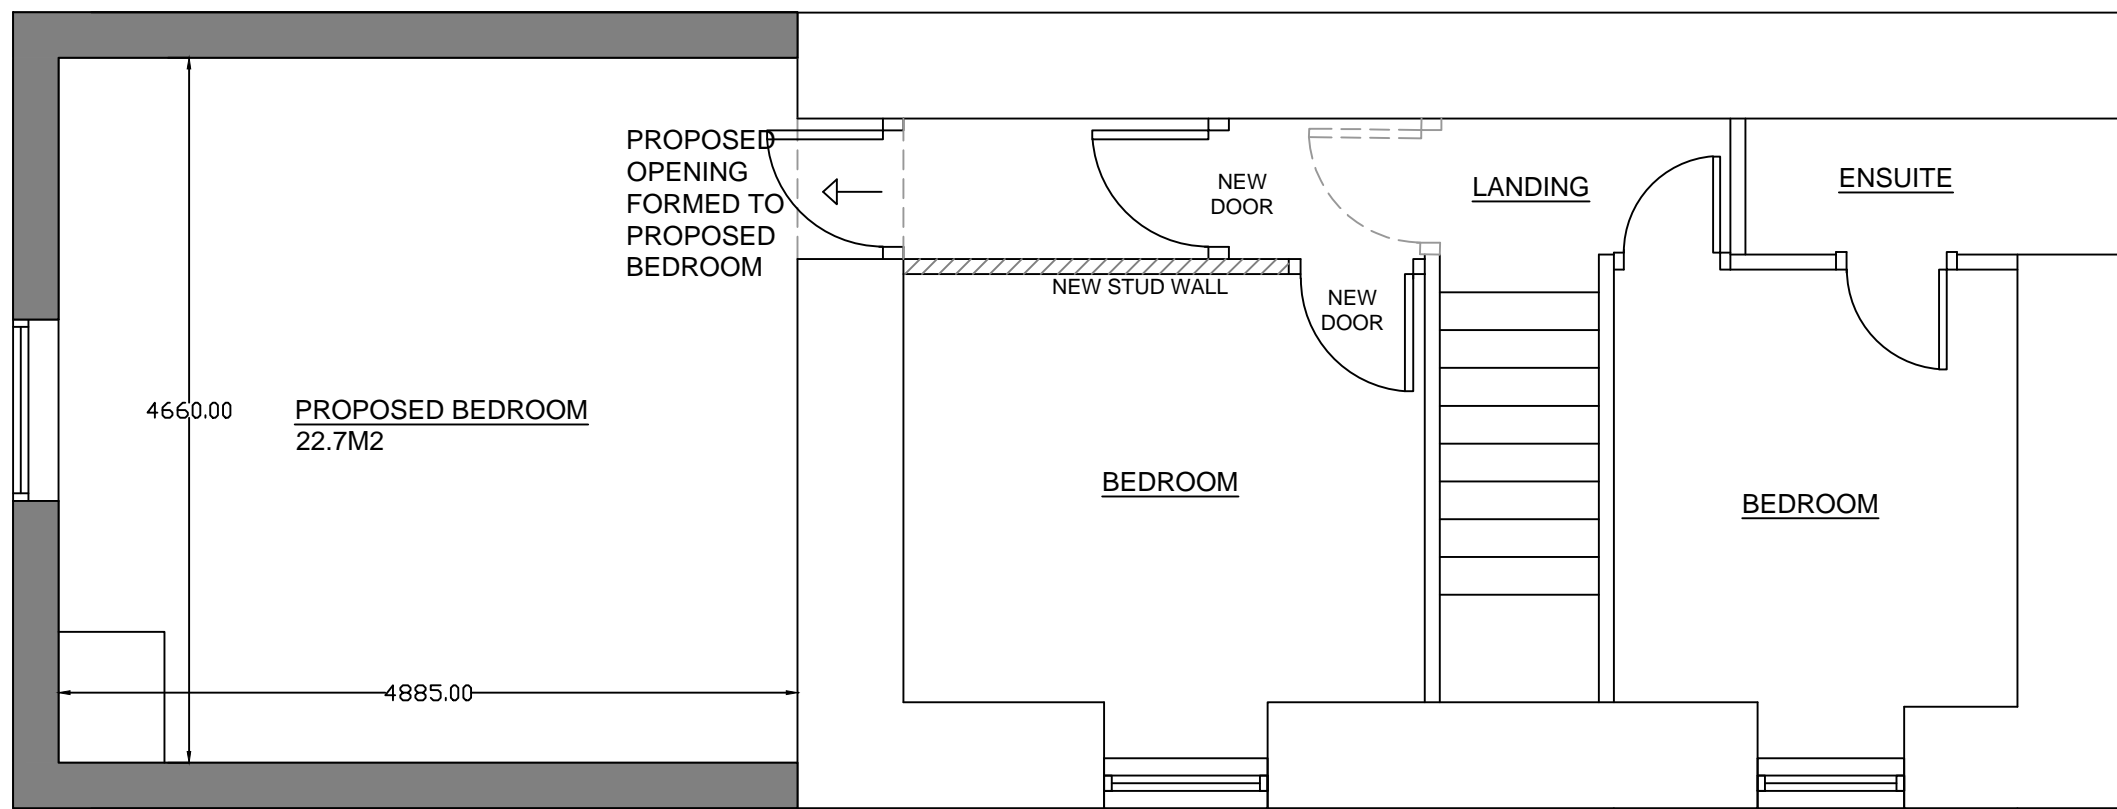 PROPOSED
OPENING
FORMED TO
PROPOSED
BEDROOM
NEW
DOOR
LANDING
ENSUITE
NEW STUD WALL
NEW
DOOR
4660.00
PROPOSED BEDROOM
22.7M2
BEDROOM
BEDROOM
4885.00